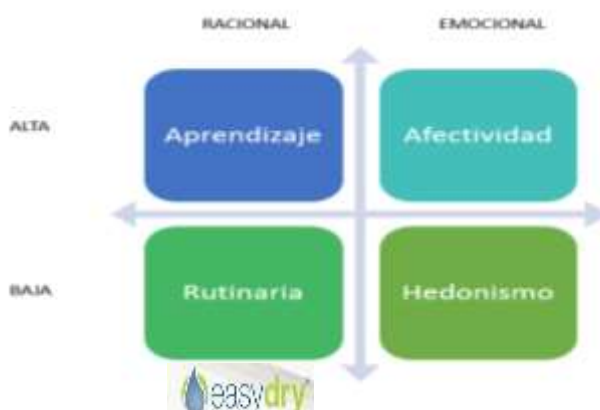 RACIONAL EMOCIONAL
ALTA Aprendizaje Afectividad
BAJA Rutinaria Hedonismo
easydry